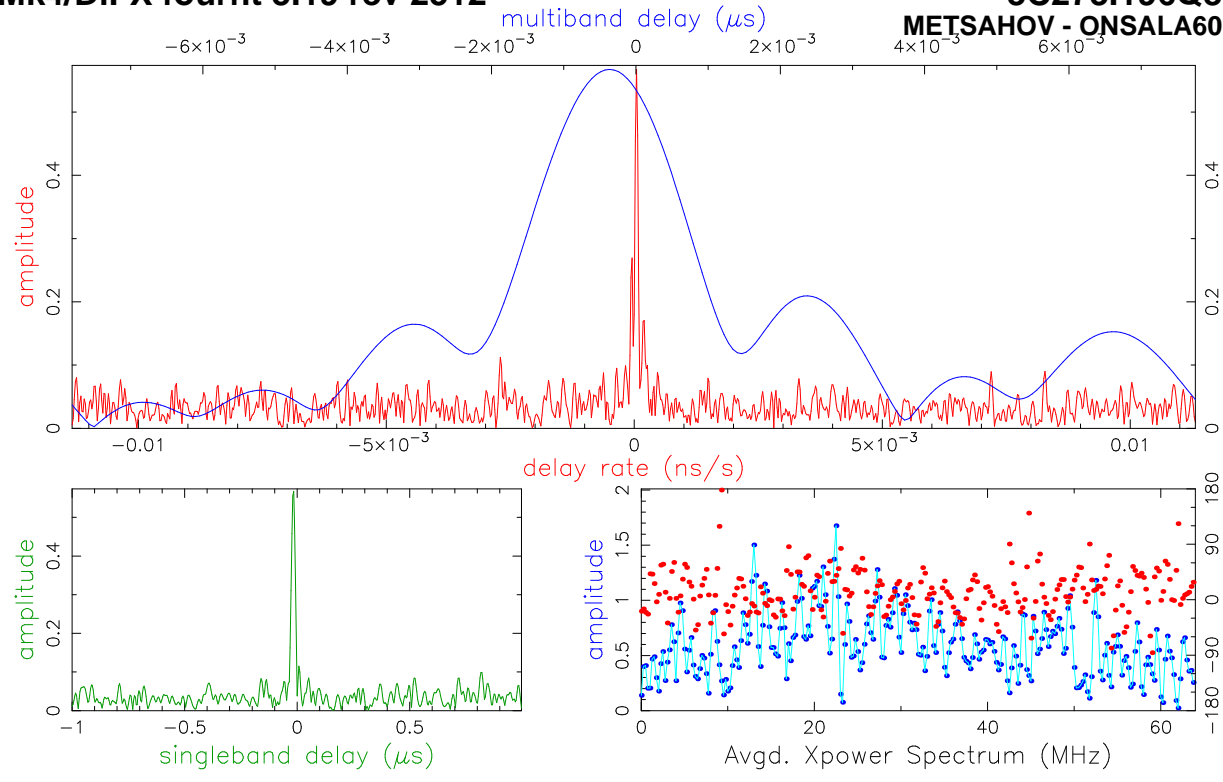 multiband delay (μs)
METSAHOV - ONSALA60
−6×10⁻³ −4×10⁻³ −2×10⁻³ 0 2×10⁻³ 4×10⁻³ 6×10⁻³
amplitude
0 0.2 0.4
0 0.2 0.4
−0.01 −5×10⁻³ 0 5×10⁻³ 0.01
delay rate (ns/s)
amplitude
0 0.2 0.4
−1 −0.5 0 0.5
singleband delay (μs)
amplitude
0 0.5 1 1.5 2
−180 −90 0 90 180
0 20 40 60
Avgd. Xpower Spectrum (MHz)